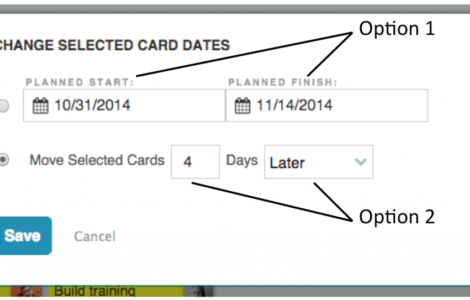 Option 1
CHANGE SELECTED CARD DATES
PLANNED START: PLANNED FINISH:
10/31/2014 11/14/2014
Move Selected Cards 4 Days Later
Option 2
Save Cancel
Build training